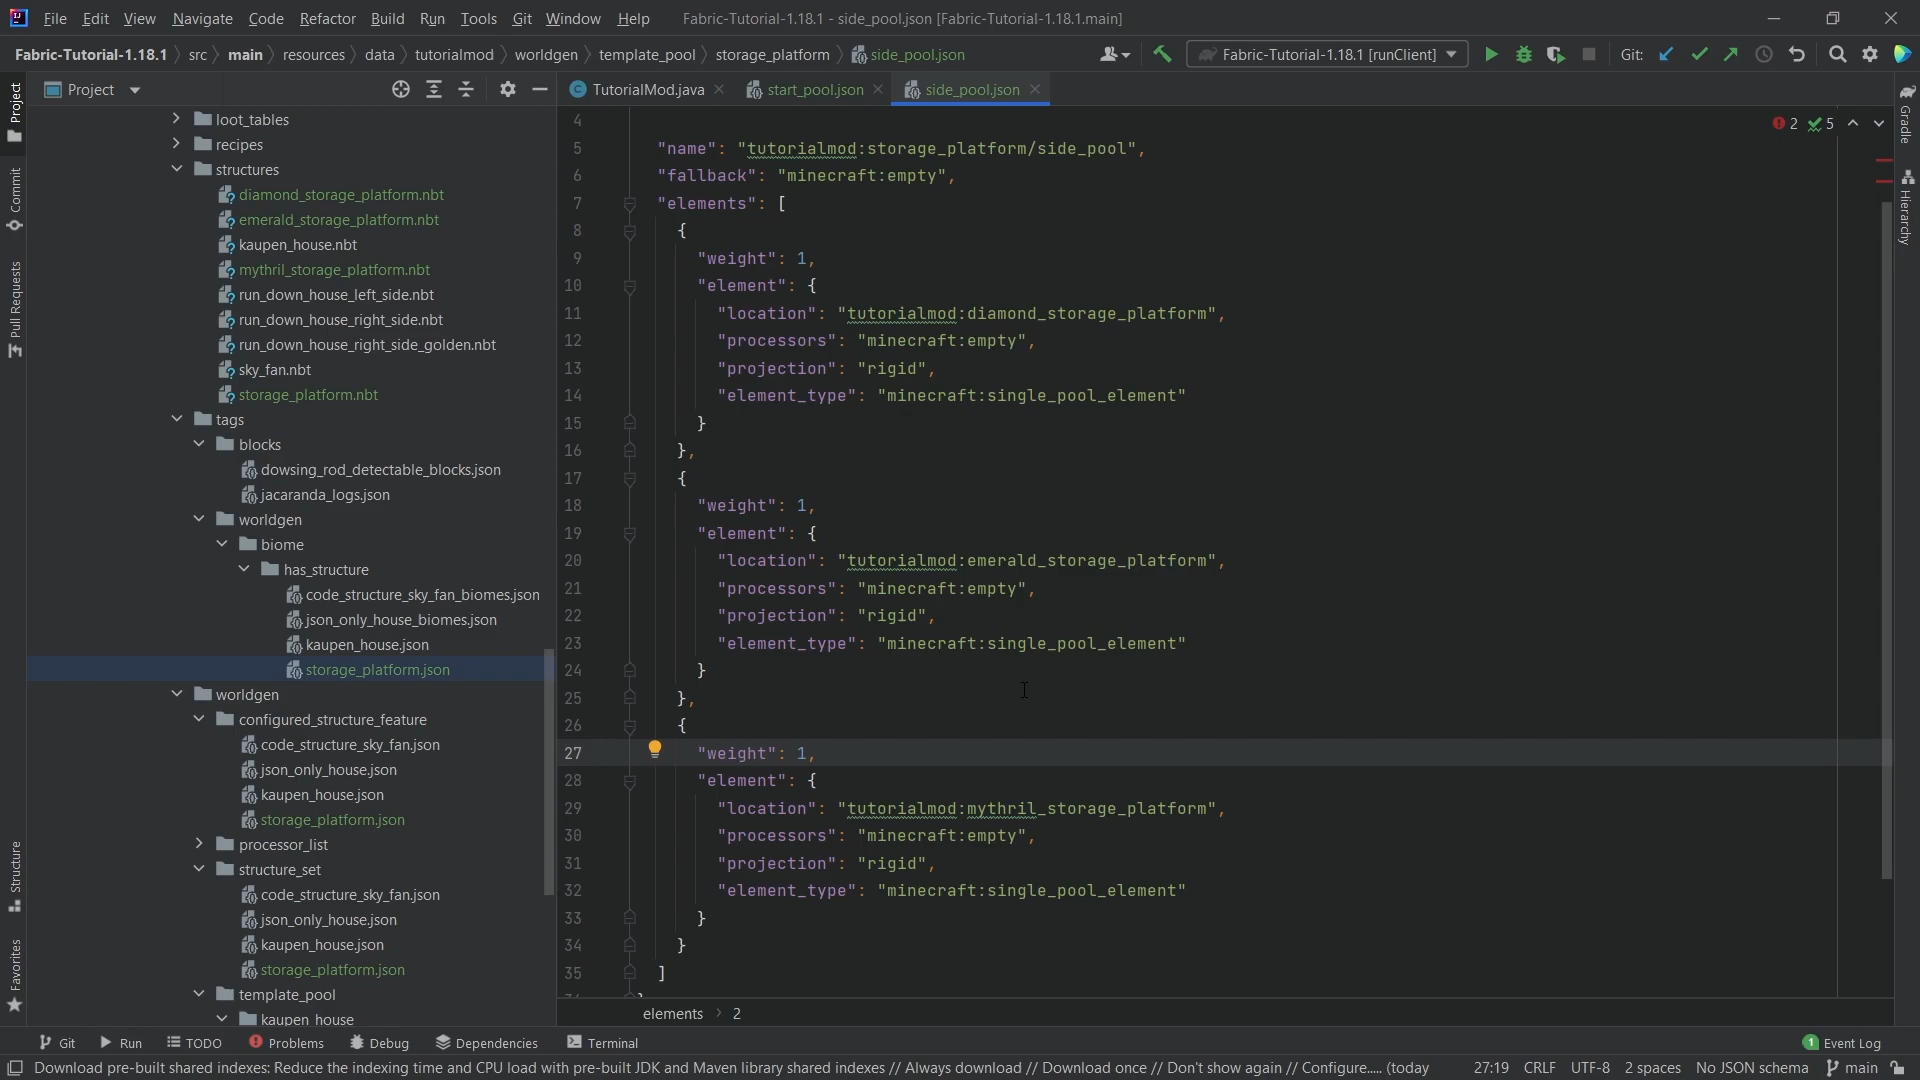 File Edit View Navigate Code Refactor Build Run Tools Git Window Help Fabric-Tutorial-1.18.1 - side_pool.json [Fabric-Tutorial-1.18.1.main]
Fabric-Tutorial-1.18.1 src main resources data tutorialmod worldgen template_pool storage_platform side_pool.json Fabric-Tutorial-1.18.1 [runClient] Git:
Project
TutorialMod.java start_pool.json side_pool.json
Project
Commit
Pull Requests
Structure
Favorites
loot_tables
recipes
structures
diamond_storage_platform.nbt
emerald_storage_platform.nbt
kaupen_house.nbt
mythril_storage_platform.nbt
run_down_house_left_side.nbt
run_down_house_right_side.nbt
run_down_house_right_side_golden.nbt
sky_fan.nbt
storage_platform.nbt
tags
blocks
dowsing_rod_detectable_blocks.json
jacaranda_logs.json
worldgen
biome
has_structure
code_structure_sky_fan_biomes.json
json_only_house_biomes.json
kaupen_house.json
storage_platform.json
worldgen
configured_structure_feature
code_structure_sky_fan.json
json_only_house.json
kaupen_house.json
storage_platform.json
processor_list
structure_set
code_structure_sky_fan.json
json_only_house.json
kaupen_house.json
storage_platform.json
template_pool
kaupen_house
4
5 "name": "tutorialmod:storage_platform/side_pool",
6 "fallback": "minecraft:empty",
7 "elements": [
8 {
9 "weight": 1,
10 "element": {
11 "location": "tutorialmod:diamond_storage_platform",
12 "processors": "minecraft:empty",
13 "projection": "rigid",
14 "element_type": "minecraft:single_pool_element"
15 }
16 },
17 {
18 "weight": 1,
19 "element": {
20 "location": "tutorialmod:emerald_storage_platform",
21 "processors": "minecraft:empty",
22 "projection": "rigid",
23 "element_type": "minecraft:single_pool_element"
24 }
25 },
26 {
27 "weight": 1,
28 "element": {
29 "location": "tutorialmod:mythril_storage_platform",
30 "processors": "minecraft:empty",
31 "projection": "rigid",
32 "element_type": "minecraft:single_pool_element"
33 }
34 }
35 ]
2 5
Gradle
Hierarchy
elements 2
Git Run TODO Problems Debug Dependencies Terminal 1 Event Log
Download pre-built shared indexes: Reduce the indexing time and CPU load with pre-built JDK and Maven library shared indexes // Always download // Download once // Don't show again // Configure..... (today 27:19 CRLF UTF-8 2 spaces No JSON schema main